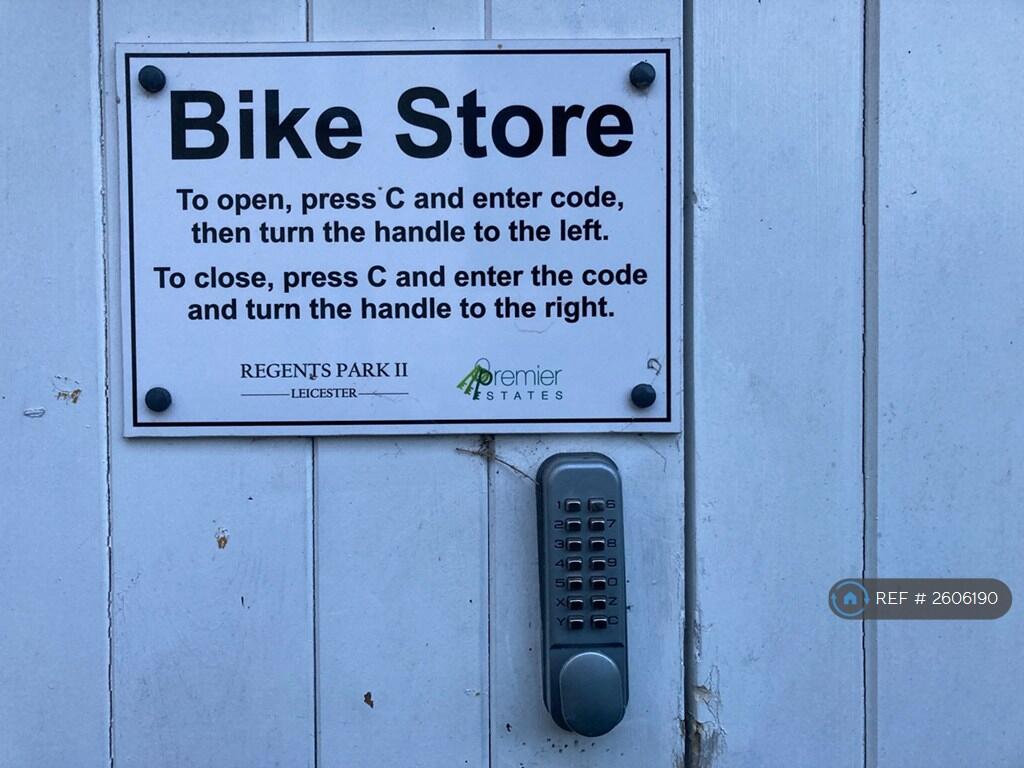 Bike Store
To open, press C and enter code,
then turn the handle to the left.
To close, press C and enter the code
and turn the handle to the right.
REGENTS PARK II
LEICESTER
Premier
ESTATES
1 6
2 7
3 8
4 9
5 0
X Z
Y C
REF # 2606190